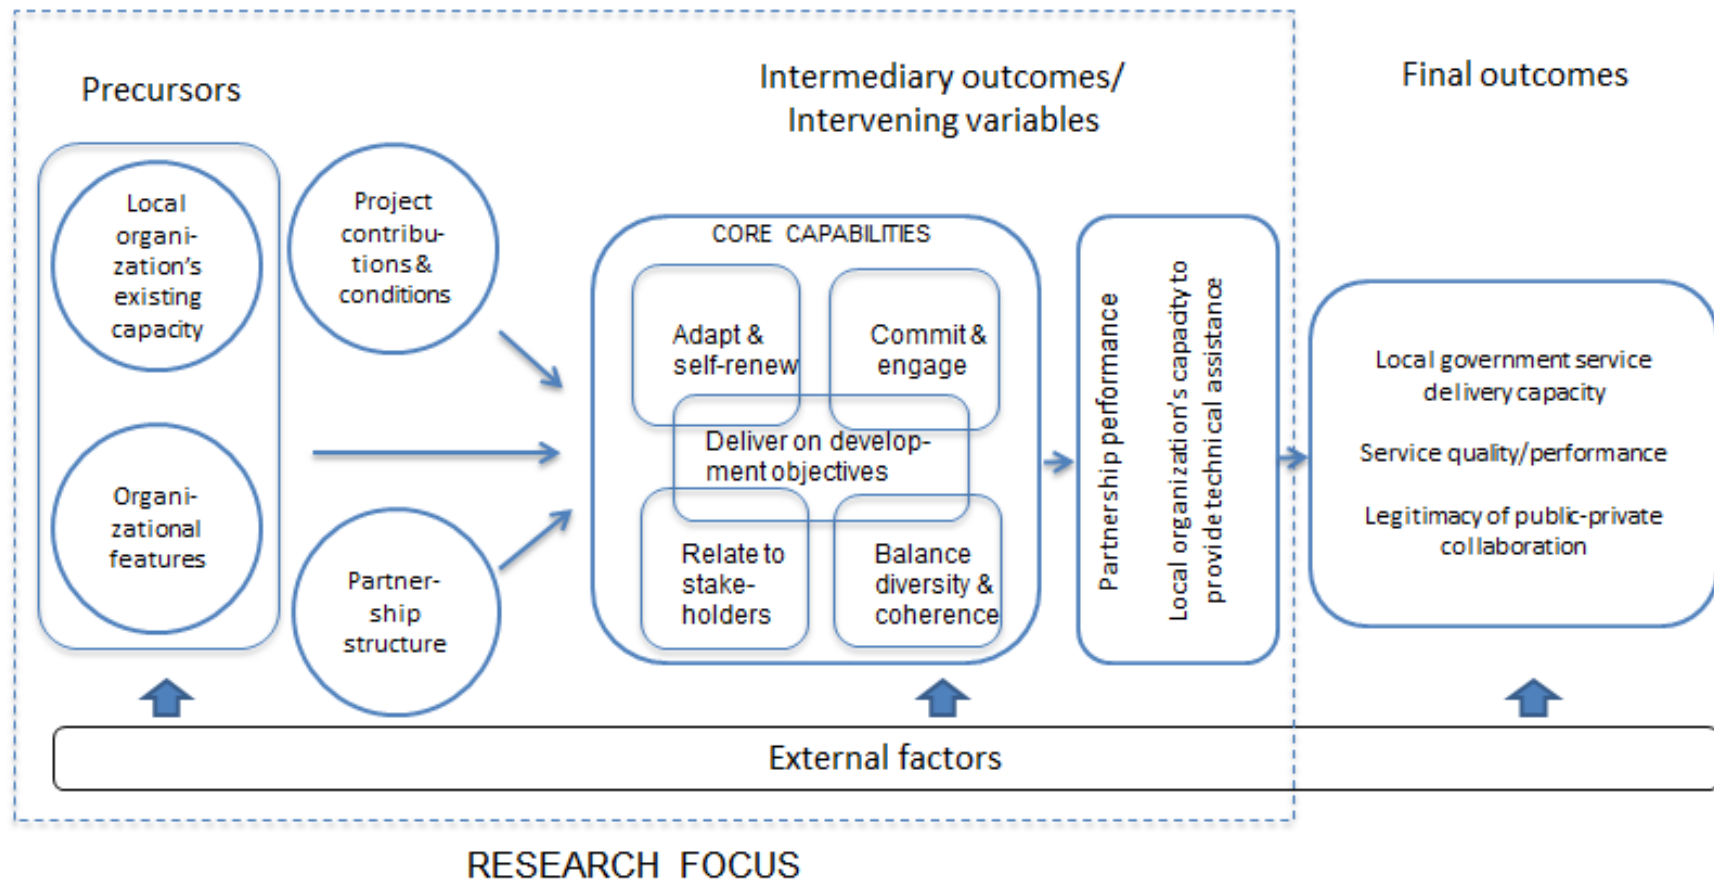 Precursors
Intermediary outcomes/
Intervening variables
Final outcomes
Local
organi-
zation's
existing
capacity
Project
contribu-
tions &
conditions
Organi-
zational
features
Partner-
ship
structure
CORE CAPABILITIES
Adapt &
self-renew
Commit &
engage
Deliver on develop-
ment objectives
Relate to
stake-
holders
Balance
diversity &
coherence
Partnership performance
Local organization's capacity to
provide technical assistance
Local government service
delivery capacity
Service quality/performance
Legitimacy of public-private
collaboration
External factors
RESEARCH FOCUS